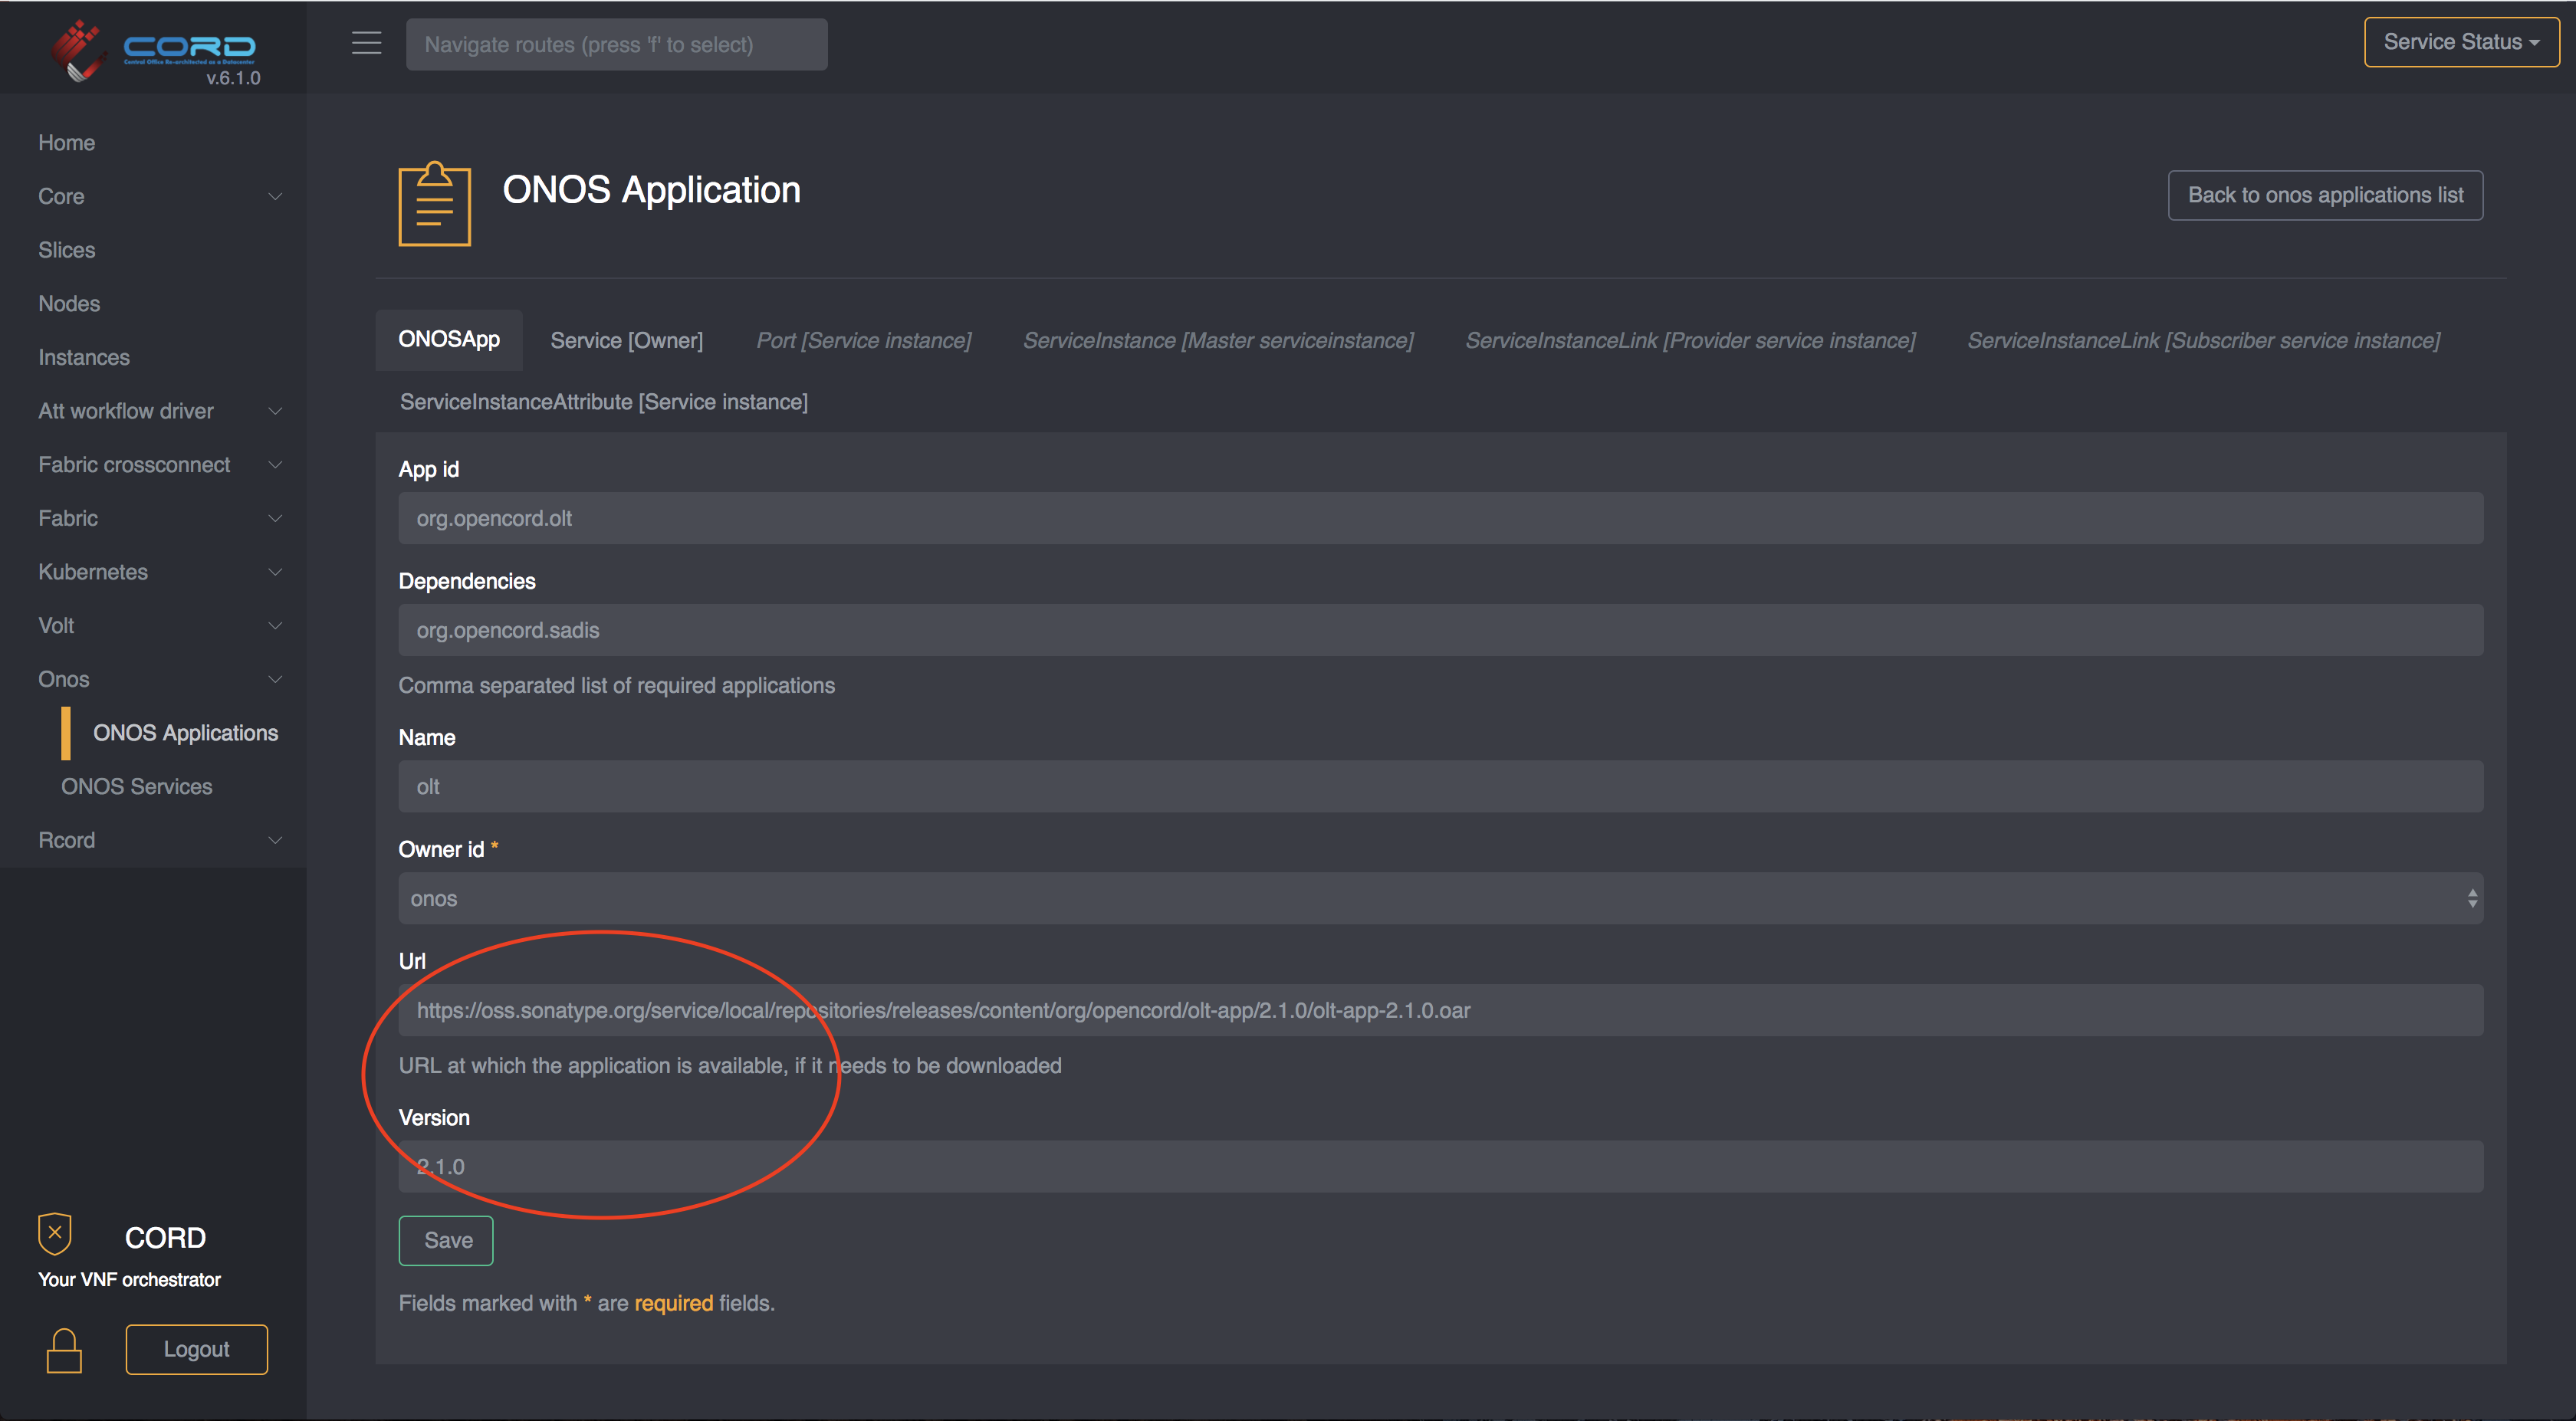 CORD
Central Office Re-architected as a Datacenter
v.6.1.0
Navigate routes (press 'f' to select)
Service Status
Home
Core
Slices
Nodes
Instances
Att workflow driver
Fabric crossconnect
Fabric
Kubernetes
Volt
Onos
ONOS Applications
ONOS Services
Rcord
CORD
Your VNF orchestrator
Logout
ONOS Application
Back to onos applications list
ONOSApp Service [Owner] Port [Service instance] ServiceInstance [Master serviceinstance] ServiceInstanceLink [Provider service instance] ServiceInstanceLink [Subscriber service instance]
ServiceInstanceAttribute [Service instance]
App id
org.opencord.olt
Dependencies
org.opencord.sadis
Comma separated list of required applications
Name
olt
Owner id *
onos
Url
https://oss.sonatype.org/service/local/repositories/releases/content/org/opencord/olt-app/2.1.0/olt-app-2.1.0.oar
URL at which the application is available, if it needs to be downloaded
Version
2.1.0
Save
Fields marked with * are required fields.